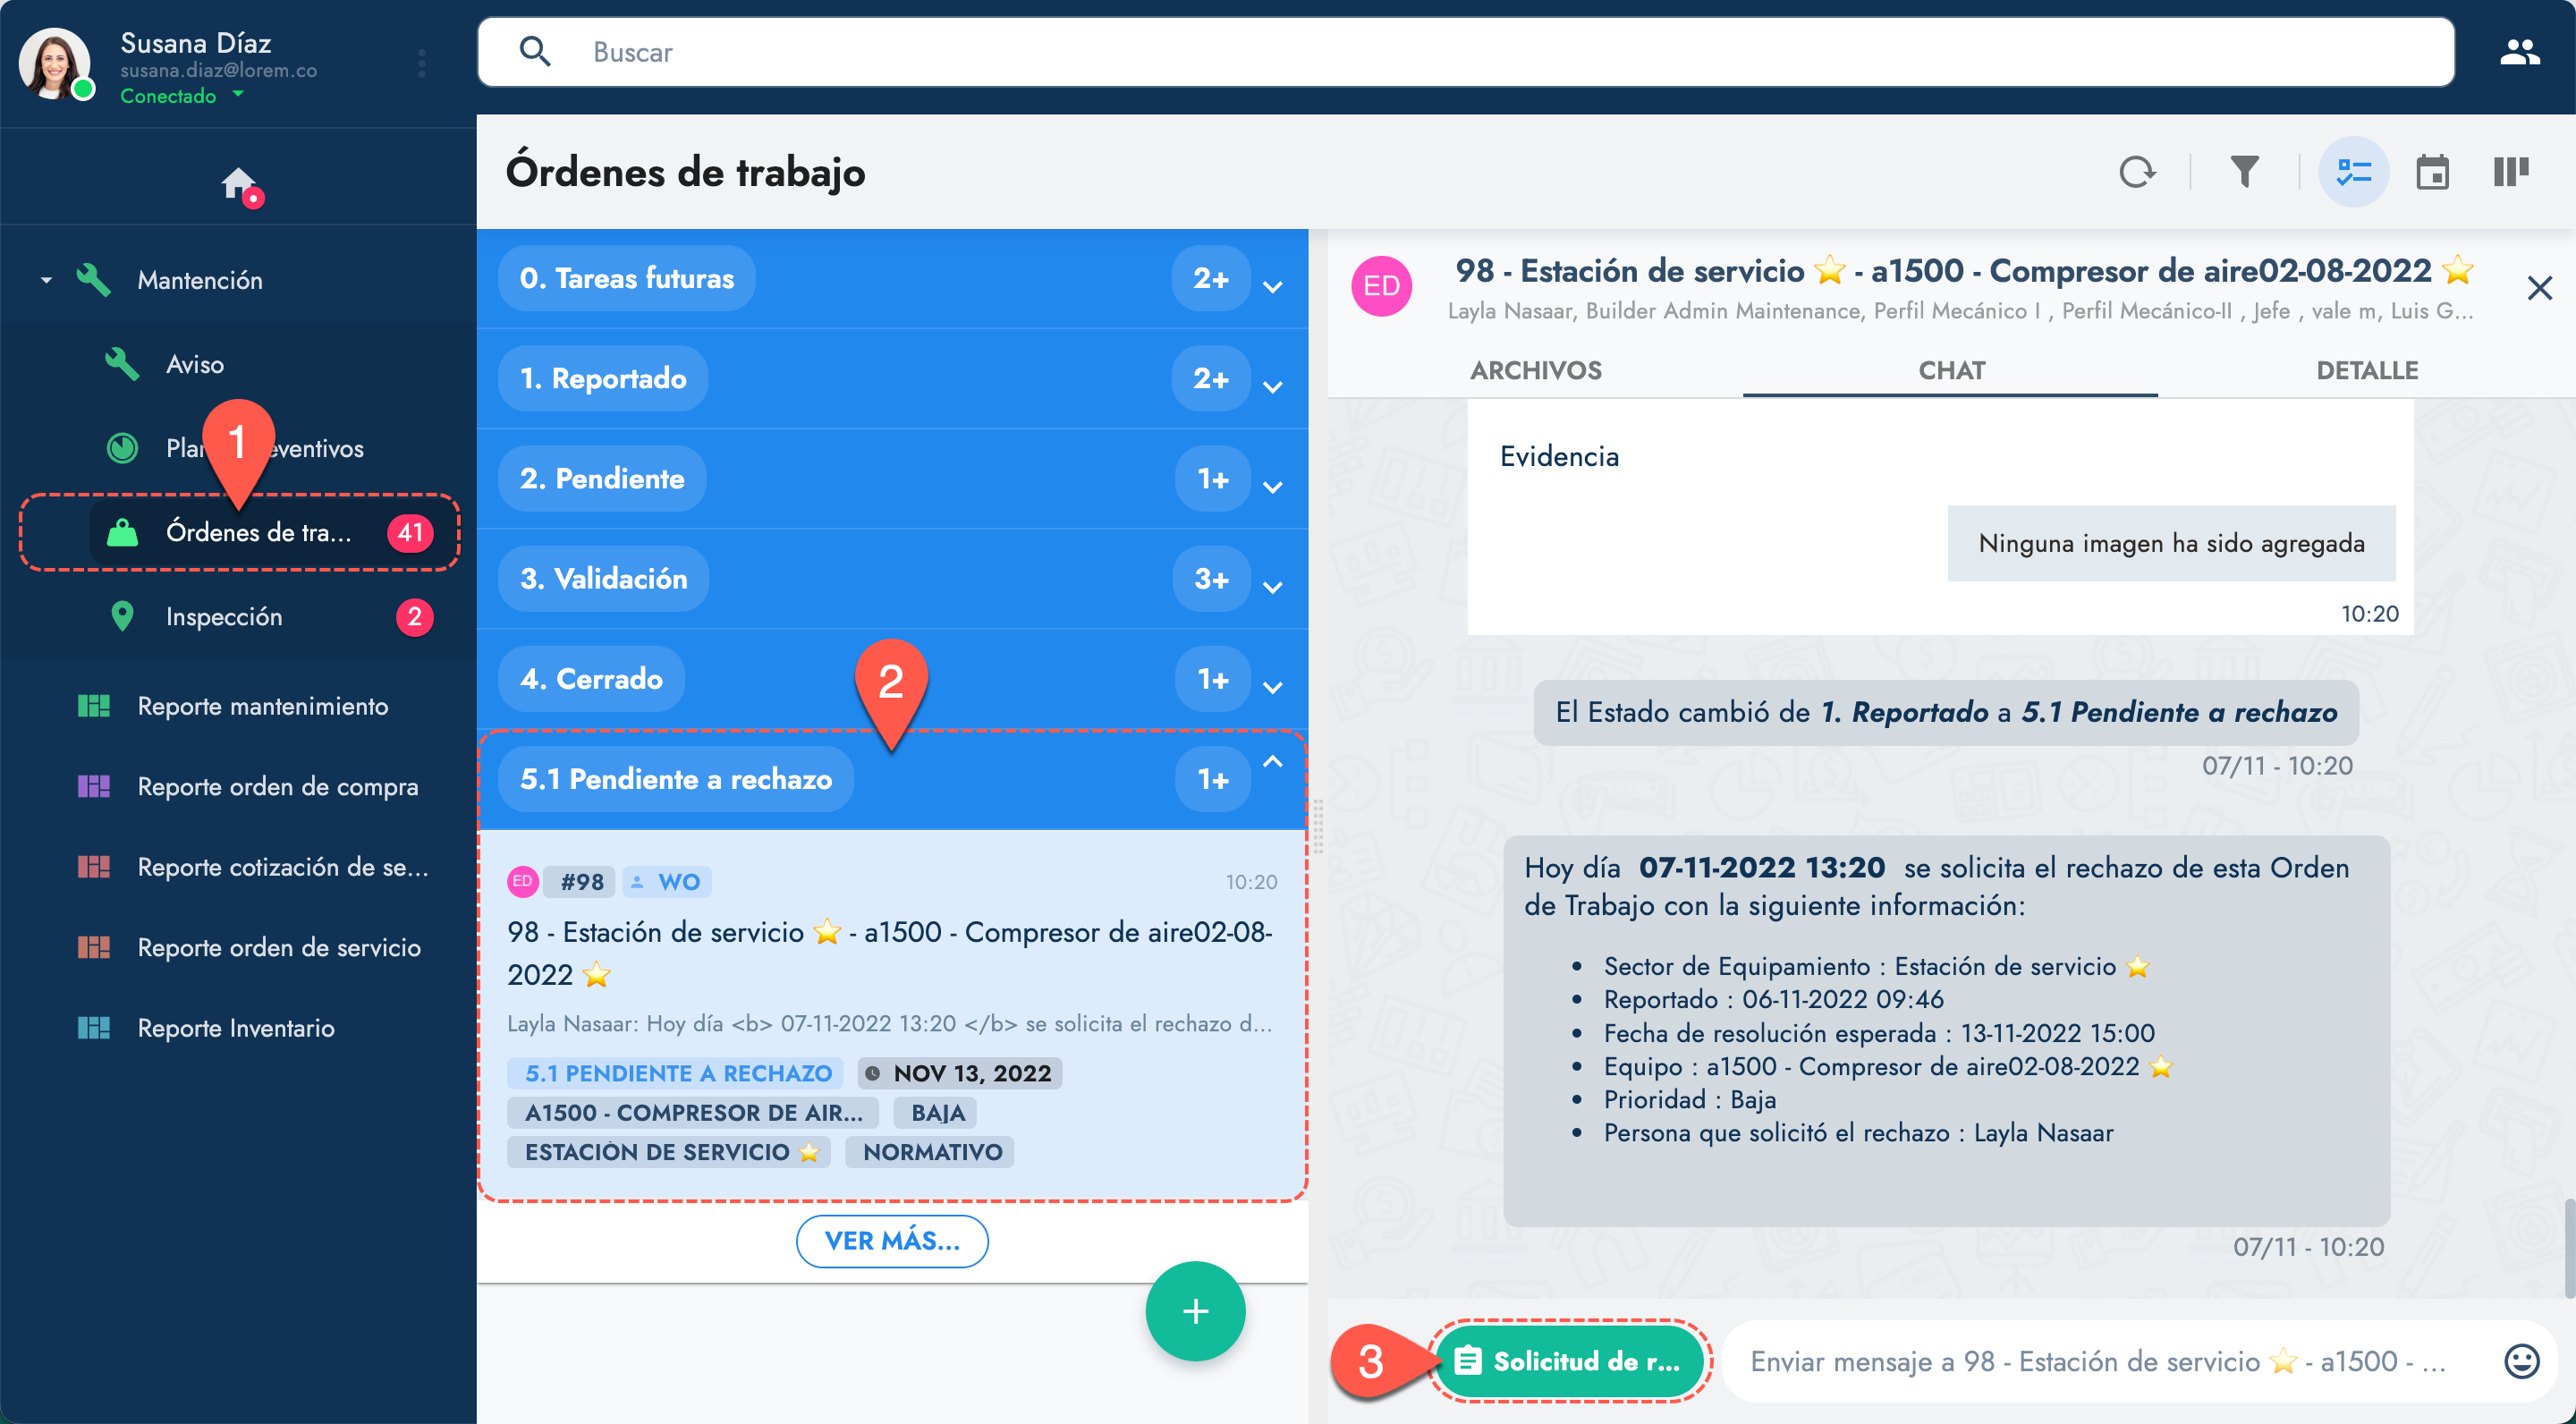 Susana Díaz
susana.diaz@lorem.co
Conectado
Buscar
Mantención
Aviso
1
Órdenes de tra...
41
Inspección
2
Reporte mantenimiento
Reporte orden de compra
Reporte cotización de se...
Reporte orden de servicio
Reporte Inventario
Órdenes de trabajo
0. Tareas futuras
2+
1. Reportado
2+
2. Pendiente
1+
3. Validación
3+
4. Cerrado
1+
2
5.1 Pendiente a rechazo
1+
ED #98 WO 10:20
98 - Estación de servicio ⭐ - a1500 - Compresor de aire02-08-
2022 ⭐
Layla Nasaar: Hoy día <b> 07-11-2022 13:20 </b> se solicita el rechazo d...
5.1 PENDIENTE A RECHAZO NOV 13, 2022
A1500 - COMPRESOR DE AIR... BAJA
ESTACIÓN DE SERVICIO ⭐ NORMATIVO
VER MÁS...
+
ED
98 - Estación de servicio ⭐ - a1500 - Compresor de aire02-08-2022 ⭐
Layla Nasaar, Builder Admin Maintenance, Perfil Mecánico I , Perfil Mecánico-II , Jefe , vale m, Luis G...
ARCHIVOS CHAT DETALLE
Evidencia
Ninguna imagen ha sido agregada
10:20
El Estado cambió de 1. Reportado a 5.1 Pendiente a rechazo
07/11 - 10:20
Hoy día 07-11-2022 13:20 se solicita el rechazo de esta Orden
de Trabajo con la siguiente información:
• Sector de Equipamiento : Estación de servicio ⭐
• Reportado : 06-11-2022 09:46
• Fecha de resolución esperada : 13-11-2022 15:00
• Equipo : a1500 - Compresor de aire02-08-2022 ⭐
• Prioridad : Baja
• Persona que solicitó el rechazo : Layla Nasaar
07/11 - 10:20
3
Solicitud de r...
Enviar mensaje a 98 - Estación de servicio ⭐ - a1500 - ...